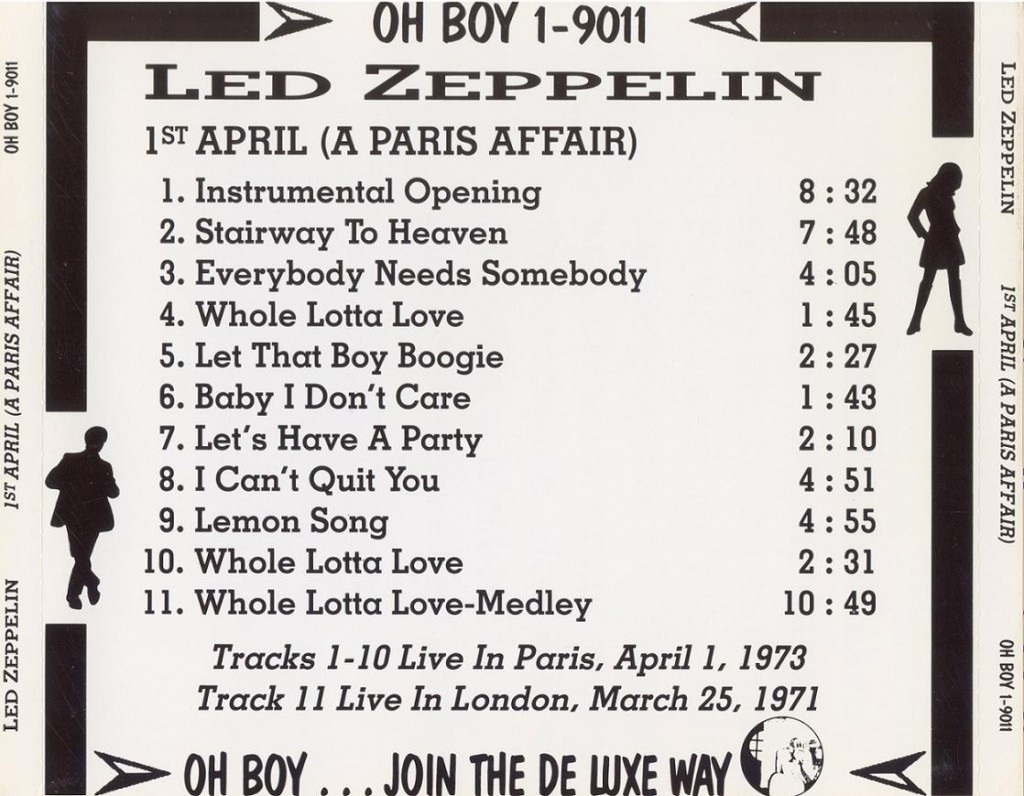 OH BOY 1-9011
LED ZEPPELIN
1ST APRIL (A PARIS AFFAIR)
1. Instrumental Opening 8 : 32
2. Stairway To Heaven 7 : 48
3. Everybody Needs Somebody 4 : 05
4. Whole Lotta Love 1 : 45
5. Let That Boy Boogie 2 : 27
6. Baby I Don't Care 1 : 43
7. Let's Have A Party 2 : 10
8. I Can't Quit You 4 : 51
9. Lemon Song 4 : 55
10. Whole Lotta Love 2 : 31
11. Whole Lotta Love-Medley 10 : 49
Tracks 1-10 Live In Paris, April 1, 1973
Track 11 Live In London, March 25, 1971
OH BOY . . . JOIN THE DE LUXE WAY
LED ZEPPELIN 1ST APRIL (A PARIS AFFAIR) OH BOY 1-9011
LED ZEPPELIN 1ST APRIL (A PARIS AFFAIR) OH BOY 1-9011